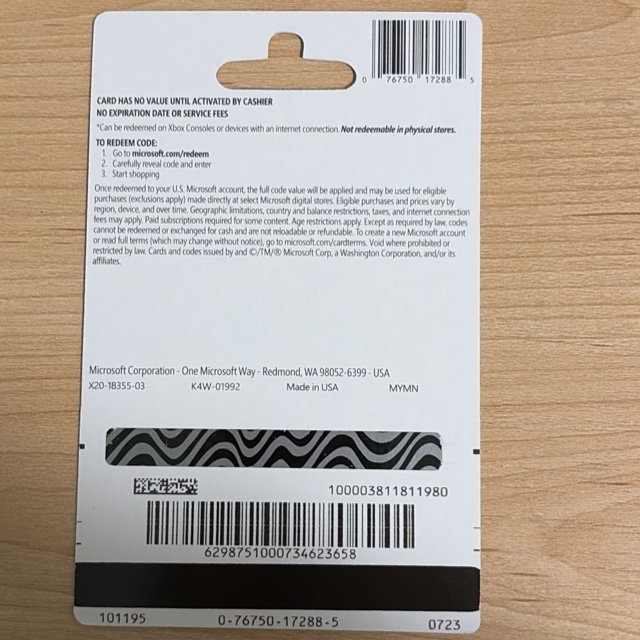 0 76750 17288 5
CARD HAS NO VALUE UNTIL ACTIVATED BY CASHIER
NO EXPIRATION DATE OR SERVICE FEES
*Can be redeemed on Xbox Consoles or devices with an internet connection. Not redeemable in physical stores.
TO REDEEM CODE:
1. Go to microsoft.com/redeem
2. Carefully reveal code and enter
3. Start shopping
Once redeemed to your U.S. Microsoft account, the full code value will be applied and may be used for eligible
purchases (exclusions apply) made directly at select Microsoft digital stores. Eligible purchases and prices vary by
region, device, and over time. Geographic limitations, country and balance restrictions, taxes, and internet connection
fees may apply. Paid subscriptions required for some content. Age restrictions apply. Except as required by law, codes
cannot be redeemed or exchanged for cash and are not reloadable or refundable. To create a new Microsoft account
or read full terms (which may change without notice), go to microsoft.com/cardterms. Void where prohibited or
restricted by law. Cards and codes issued by and ©/TM/® Microsoft Corp, a Washington Corporation, and/or its
affiliates.
Microsoft Corporation - One Microsoft Way - Redmond, WA 98052-6399 - USA
X20-18355-03 K4W-01992 Made in USA MYMN
100003811811980
6298751000734623658
101195 0-76750-17288-5 0723